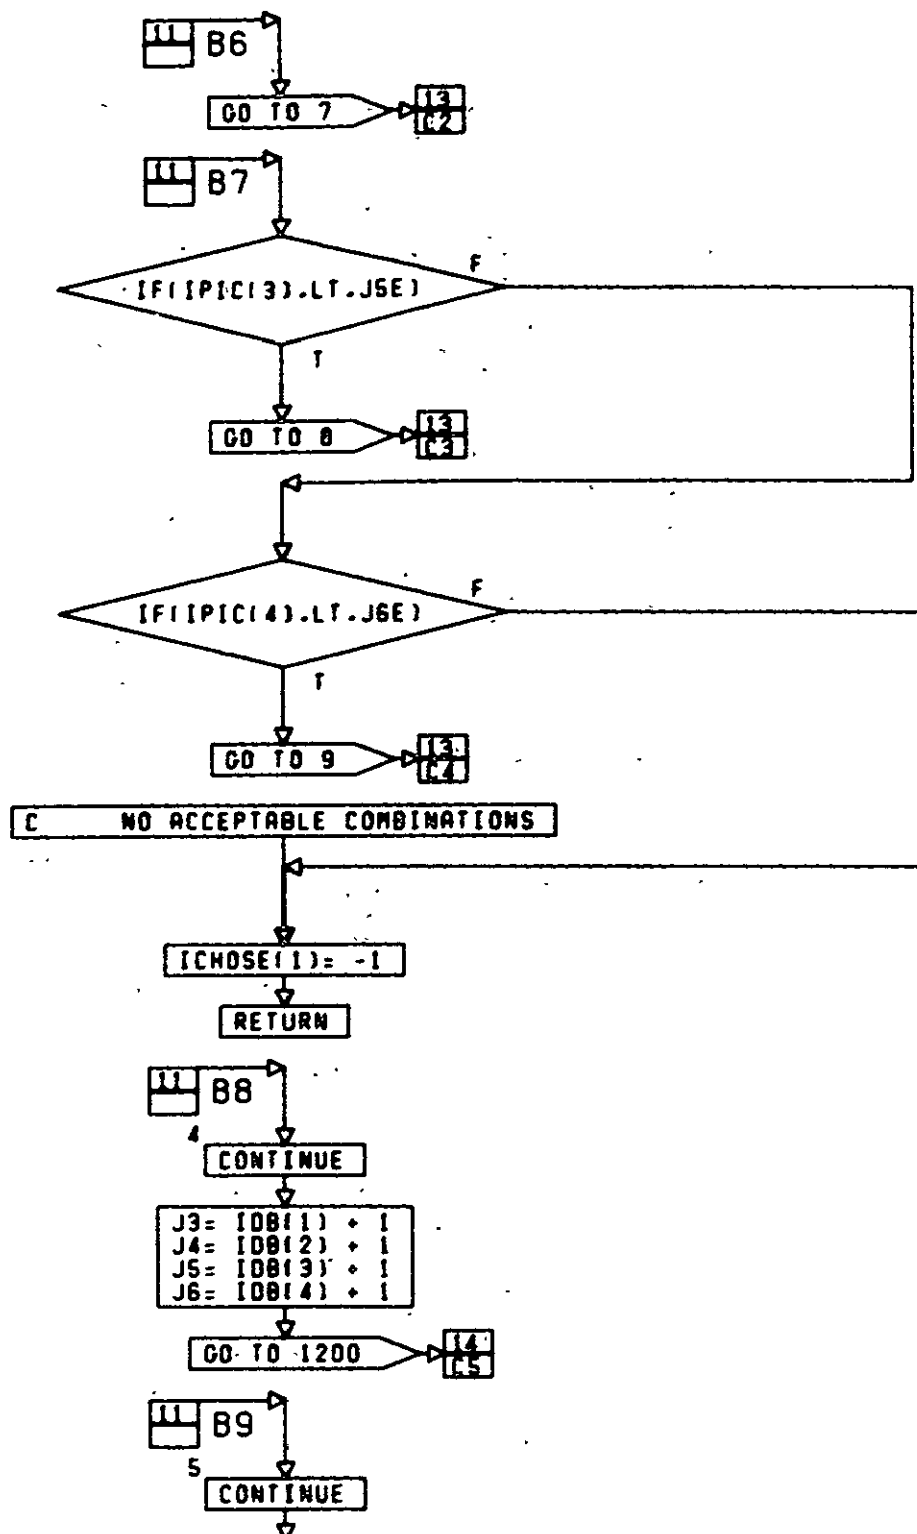 11
B6
GO TO 7
13
C2
11
B7
F
IF(IPIC(3).LT.J5E)
T
GO TO 8
13
C3
F
IF(IPIC(4).LT.J6E)
T
GO TO 9
13
C4
C NO ACCEPTABLE COMBINATIONS
ICHOSE(1)= -1
RETURN
11
B8
4
CONTINUE
J3= IDB(1) + 1
J4= IDB(2) + 1
J5= IDB(3) + 1
J6= IDB(4) + 1
GO TO 1200
14
C5
11
B9
5
CONTINUE